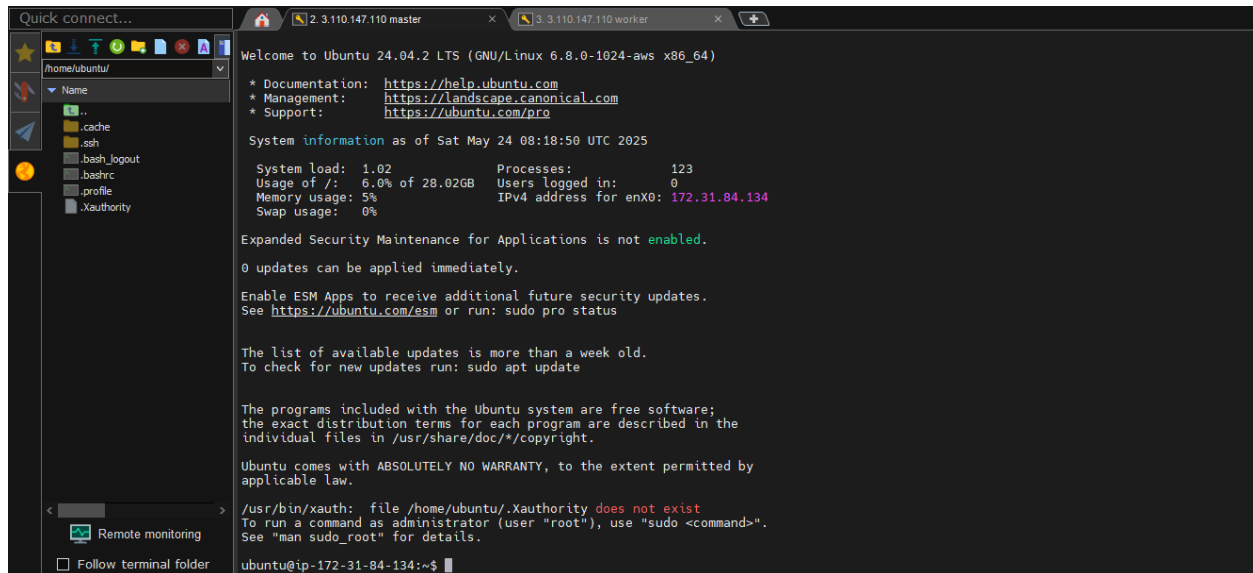 Quick connect...
2. 3.110.147.110 master
3. 3.110.147.110 worker
/home/ubuntu/
Name
..
.cache
.ssh
.bash_logout
.bashrc
.profile
.Xauthority
Remote monitoring
Follow terminal folder
Welcome to Ubuntu 24.04.2 LTS (GNU/Linux 6.8.0-1024-aws x86_64)
* Documentation:  https://help.ubuntu.com
* Management:     https://landscape.canonical.com
* Support:        https://ubuntu.com/pro
System information as of Sat May 24 08:18:50 UTC 2025
System load:  1.02               Processes:             123
Usage of /:   6.0% of 28.02GB   Users logged in:       0
Memory usage: 5%                IPv4 address for enX0: 172.31.84.134
Swap usage:   0%
Expanded Security Maintenance for Applications is not enabled.
0 updates can be applied immediately.
Enable ESM Apps to receive additional future security updates.
See https://ubuntu.com/esm or run: sudo pro status
The list of available updates is more than a week old.
To check for new updates run: sudo apt update
The programs included with the Ubuntu system are free software;
the exact distribution terms for each program are described in the
individual files in /usr/share/doc/*/copyright.
Ubuntu comes with ABSOLUTELY NO WARRANTY, to the extent permitted by
applicable law.
/usr/bin/xauth:  file /home/ubuntu/.Xauthority does not exist
To run a command as administrator (user "root"), use "sudo <command>".
See "man sudo_root" for details.
ubuntu@ip-172-31-84-134:~$